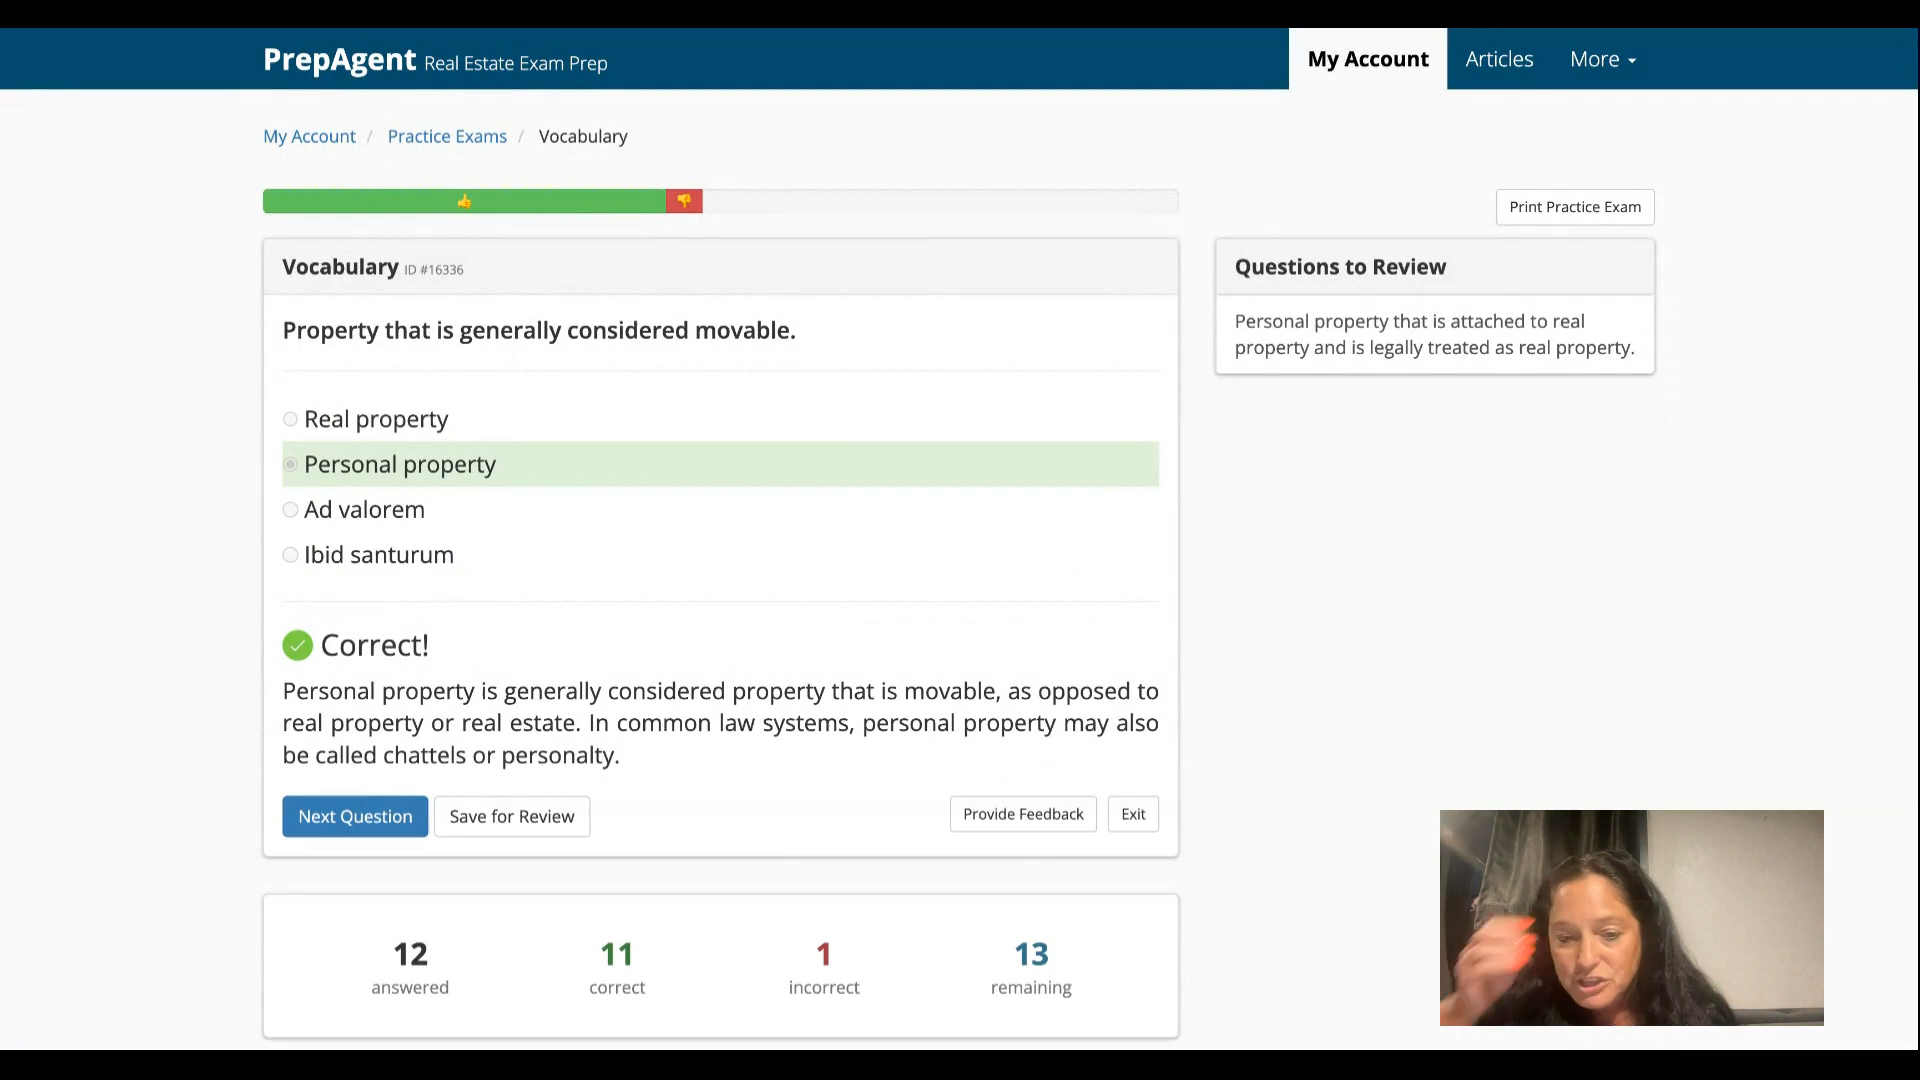 PrepAgent Real Estate Exam Prep
My Account Articles More
My Account / Practice Exams / Vocabulary
Print Practice Exam
Vocabulary ID #16336
Property that is generally considered movable.
Real property
Personal property
Ad valorem
Ibid santurum
Correct!
Personal property is generally considered property that is movable, as opposed to
real property or real estate. In common law systems, personal property may also
be called chattels or personalty.
Next Question Save for Review Provide Feedback Exit
12 11 1 13
answered correct incorrect remaining
Questions to Review
Personal property that is attached to real
property and is legally treated as real property.